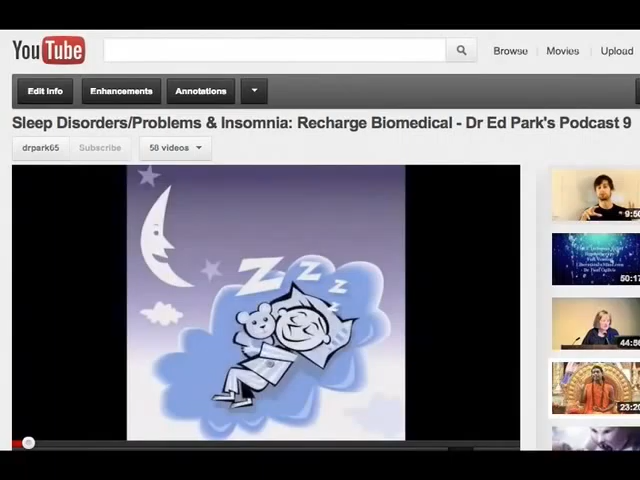 YouTube
Browse
Movies
Upload
Edit Info
Enhancements
Annotations
Sleep Disorders/Problems & Insomnia: Recharge Biomedical - Dr Ed Park's Podcast 9
drpark65
Subscribe
58 videos
Z Z Z Z
9:50
50:17
44:56
23:20